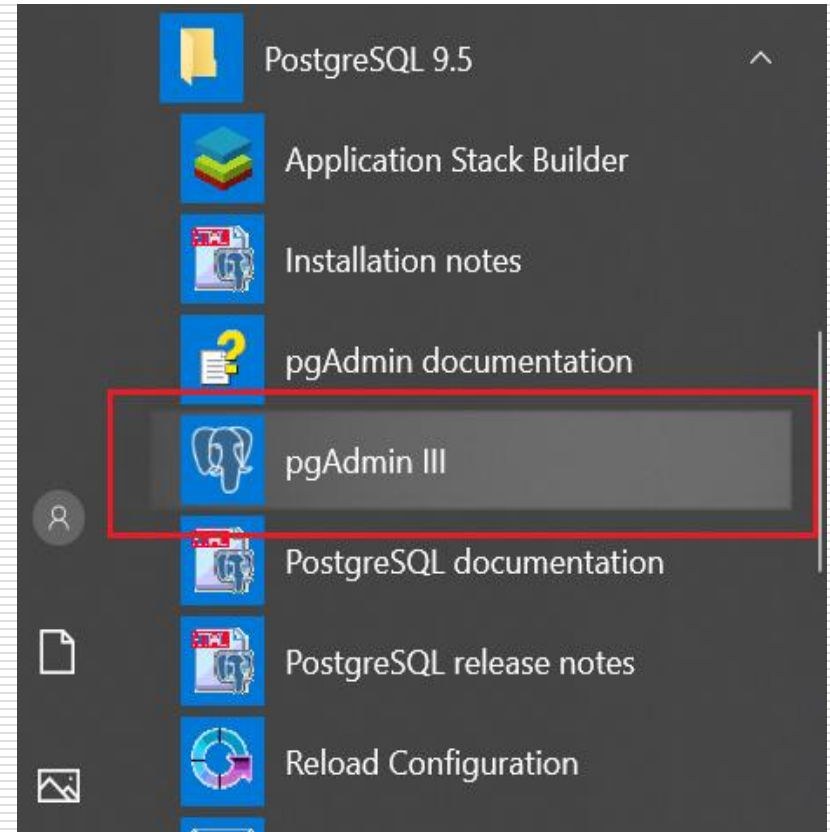 PostgreSQL 9.5
Application Stack Builder
Installation notes
pgAdmin documentation
pgAdmin III
PostgreSQL documentation
PostgreSQL release notes
Reload Configuration